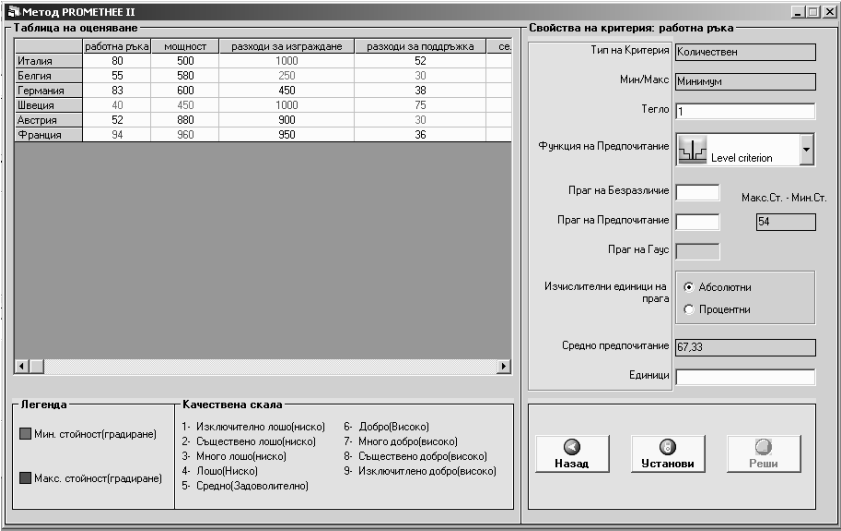 Метод PROMETHEE II
Таблица на оценяване
работна ръка мощност разходи за изграждане разходи за поддръжка се
Италия 80 500 1000 52
Белгия 55 580 250 30
Германия 83 600 450 38
Швеция 40 450 1000 75
Австрия 52 880 900 30
Франция 94 960 950 36
Свойства на критерия: работна ръка
Тип на Критерия Количествен
Мин/Макс Минимум
Тегло 1
Функция на Предпочитание Level criterion
Праг на Безразличие Макс.Ст. - Мин.Ст.
Праг на Предпочитание 54
Праг на Гаус
Изчислителни единици на
прага
Абсолютни
Процентни
Средно предпочитание 67,33
Единици
Легенда
Мин. стойност(градиране)
Макс. стойност(градиране)
Качествена скала
1- Изключително лошо(ниско) 6- Добро(Високо)
2- Съществено лошо(ниско) 7- Много добро(високо)
3- Много лошо(ниско) 8- Съществено добро(високо)
4- Лошо(Ниско) 9- Изключитлено добро(високо)
5- Средно(Задоволително)
Назад Установи Реши